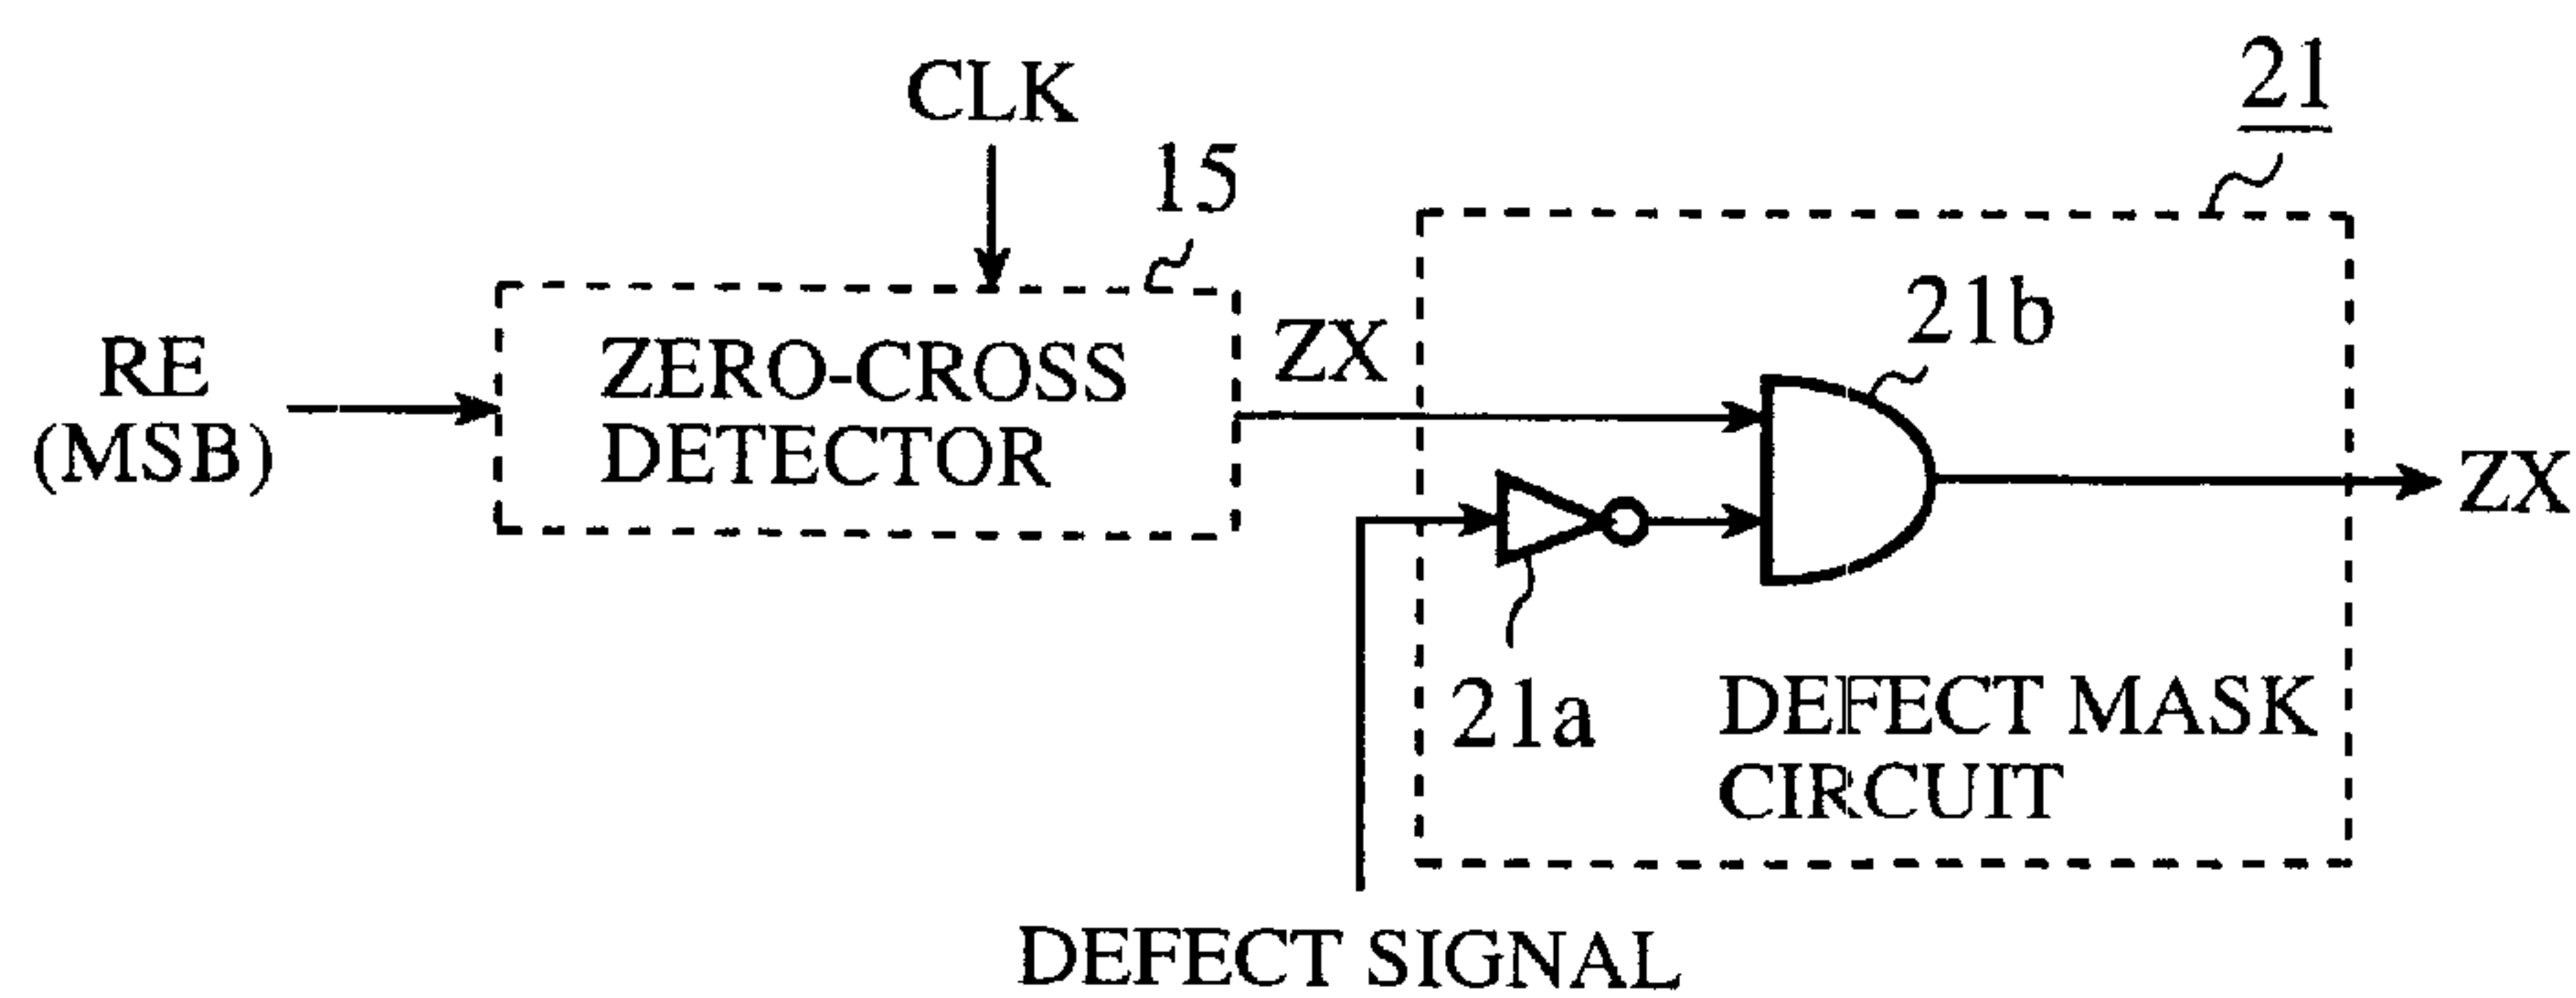 CLK
21
15
21b
RE
(MSB)
ZERO-CROSS
DETECTOR
ZX
ZX
21a
DEFECT MASK
CIRCUIT
DEFECT SIGNAL